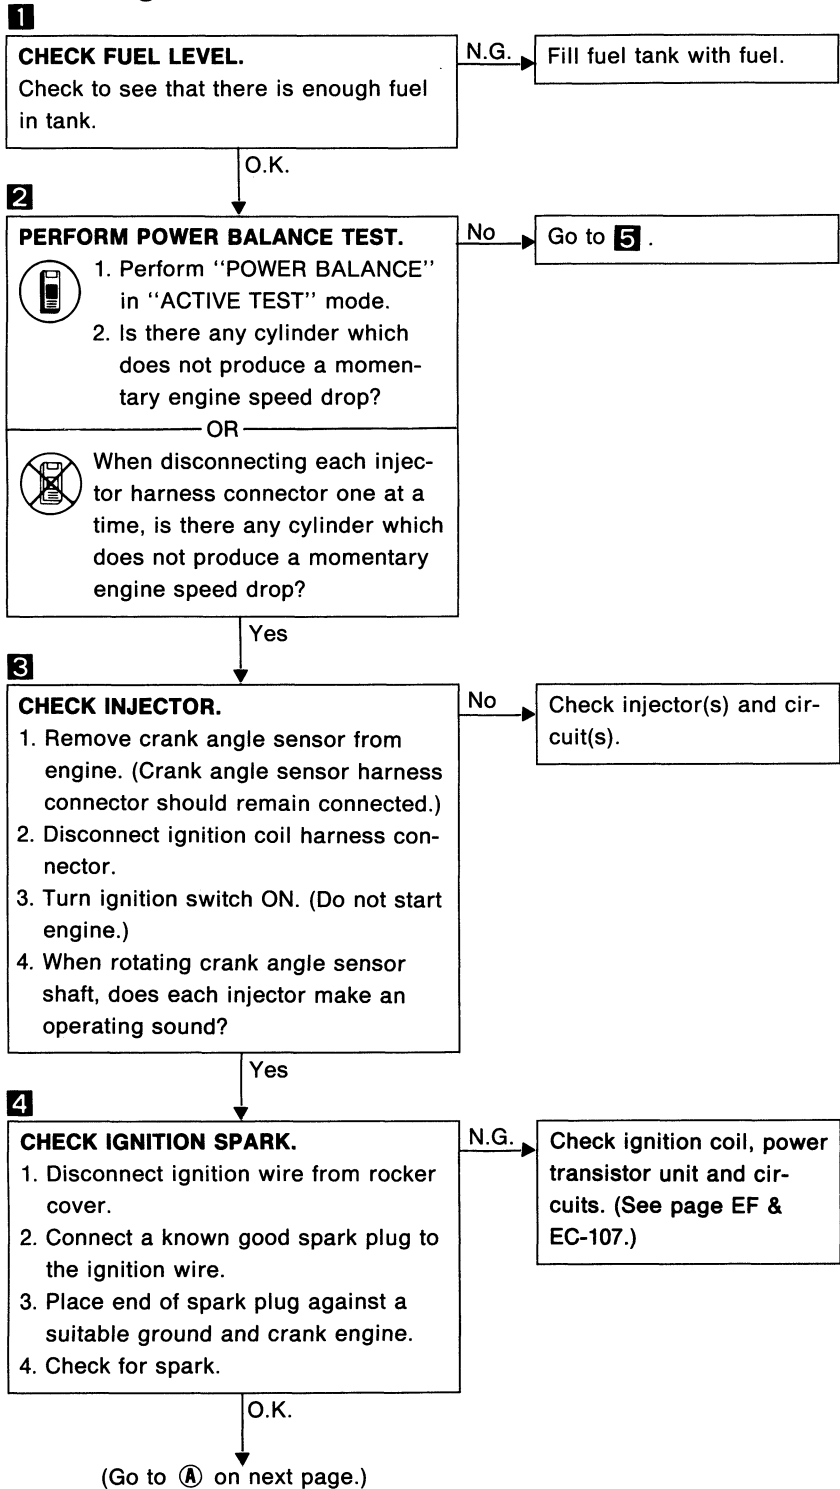 1
CHECK FUEL LEVEL.
Check to see that there is enough fuel
in tank.
N.G.
Fill fuel tank with fuel.
O.K.
2
PERFORM POWER BALANCE TEST.
1. Perform “POWER BALANCE”
in “ACTIVE TEST” mode.
2. Is there any cylinder which
does not produce a momen-
tary engine speed drop?
OR
When disconnecting each injec-
tor harness connector one at a
time, is there any cylinder which
does not produce a momentary
engine speed drop?
No
Go to 5 .
Yes
3
CHECK INJECTOR.
1. Remove crank angle sensor from
engine. (Crank angle sensor harness
connector should remain connected.)
2. Disconnect ignition coil harness con-
nector.
3. Turn ignition switch ON. (Do not start
engine.)
4. When rotating crank angle sensor
shaft, does each injector make an
operating sound?
No
Check injector(s) and cir-
cuit(s).
Yes
4
CHECK IGNITION SPARK.
1. Disconnect ignition wire from rocker
cover.
2. Connect a known good spark plug to
the ignition wire.
3. Place end of spark plug against a
suitable ground and crank engine.
4. Check for spark.
N.G.
Check ignition coil, power
transistor unit and cir-
cuits. (See page EF &
EC-107.)
O.K.
(Go to Ⓐ on next page.)